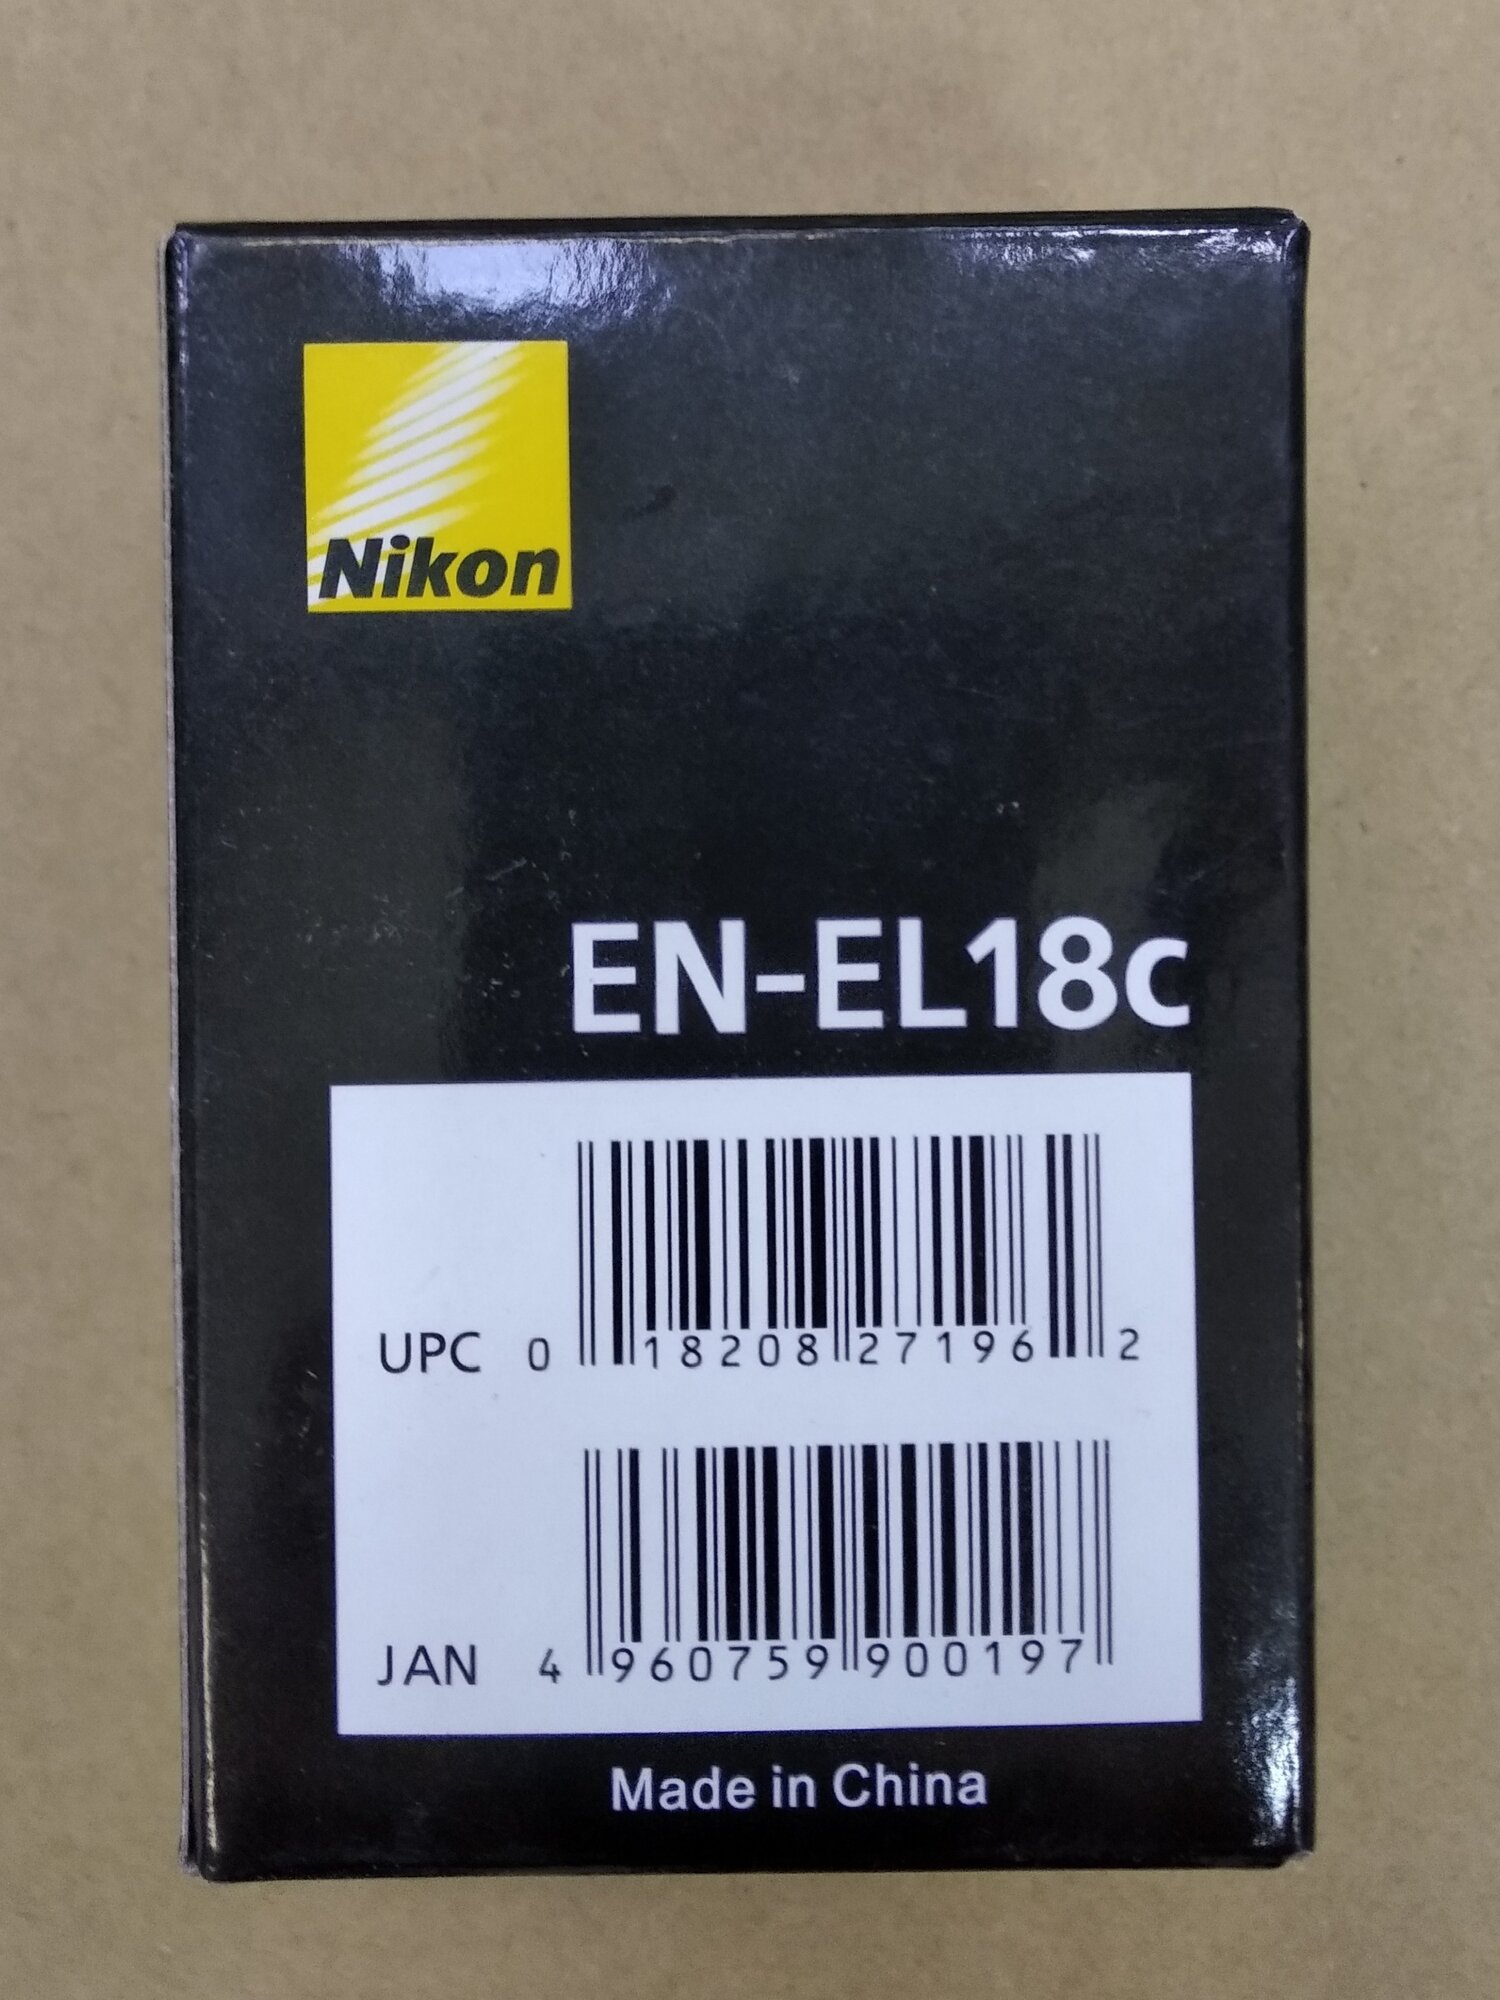 Nikon
EN-EL18c
UPC 0 18208 27196 2
JAN 4 960759 900197
Made in China